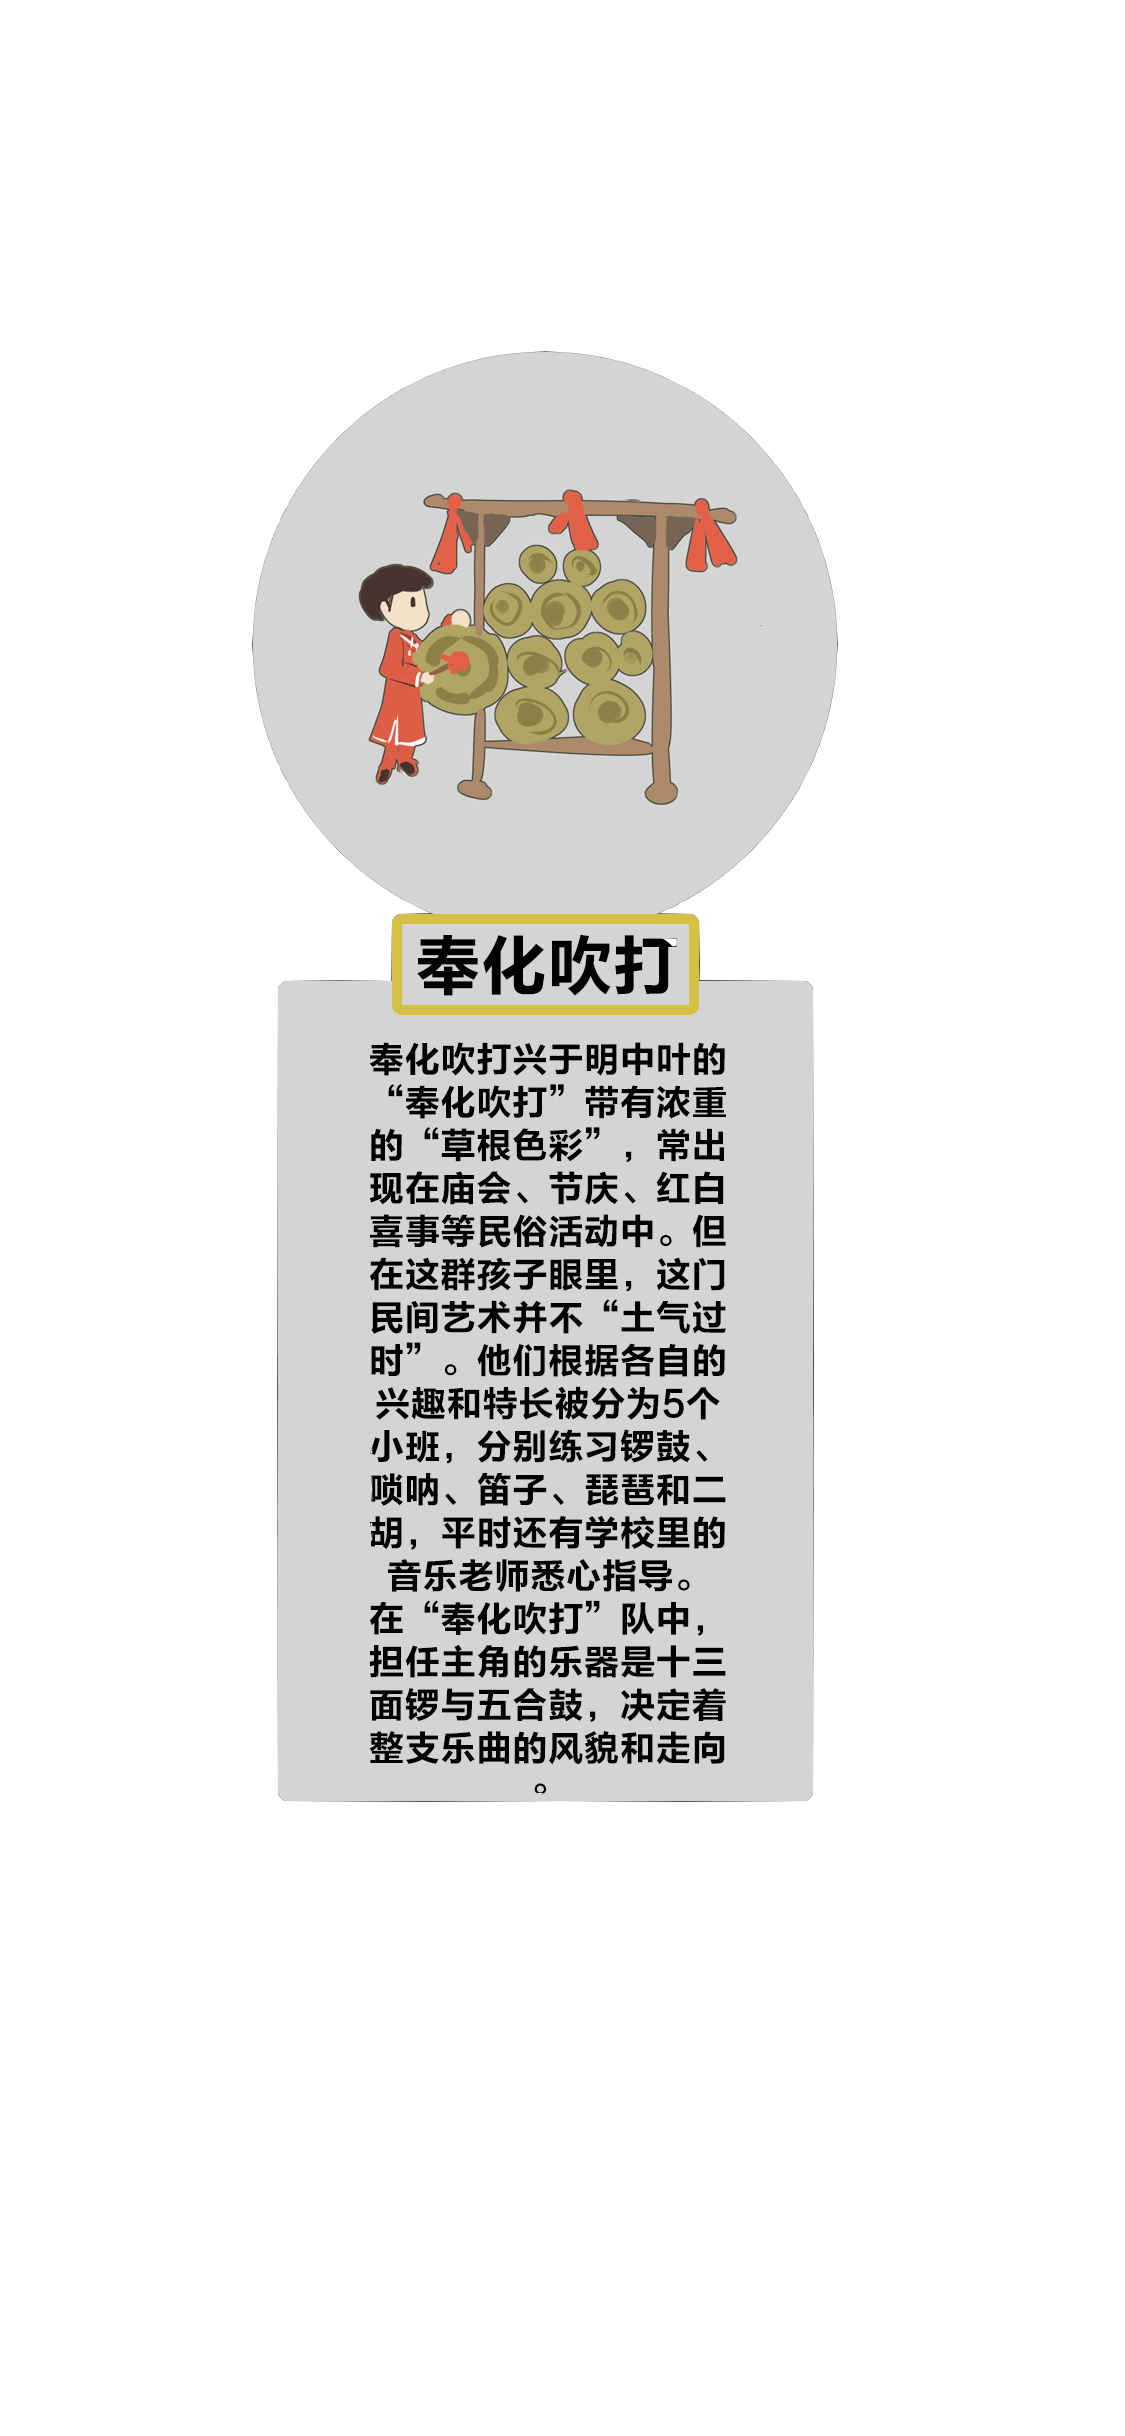 奉化吹打
奉化吹打兴于明中叶的
“奉化吹打”带有浓重
的“草根色彩”，常出
现在庙会、节庆、红白
喜事等民俗活动中。但
在这群孩子眼里，这门
民间艺术并不“土气过
时”。他们根据各自的
兴趣和特长被分为5个
小班，分别练习锣鼓、
唢呐、笛子、琵琶和二
胡，平时还有学校里的
音乐老师悉心指导。
在“奉化吹打”队中，
担任主角的乐器是十三
面锣与五合鼓，决定着
整支乐曲的风貌和走向
。